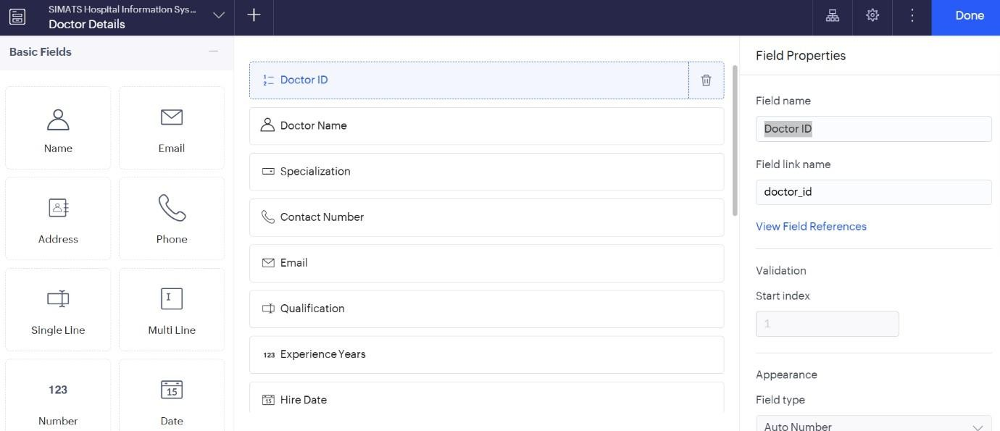 SIMATS Hospital Information Sys...
Doctor Details
Done
Basic Fields
Name
Email
Address
Phone
Single Line
Multi Line
123
Number
15
Date
Doctor ID
Doctor Name
Specialization
Contact Number
Email
Qualification
123 Experience Years
15 Hire Date
Field Properties
Field name
Doctor ID
Field link name
doctor_id
View Field References
Validation
Start index
1
Appearance
Field type
Auto Number